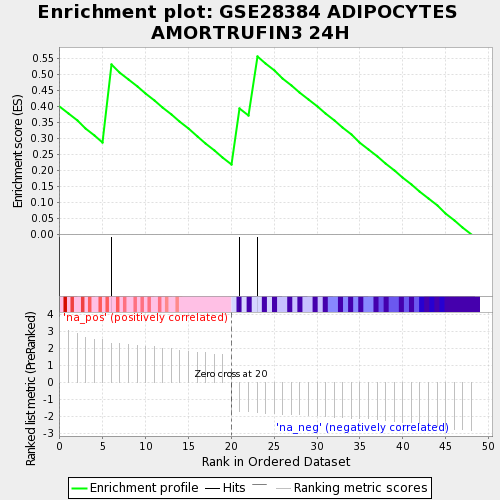 Enrichment plot: GSE28384 ADIPOCYTES
AMORTRUFIN3 24H
Enrichment score (ES)
0.55
0.50
0.45
0.40
0.35
0.30
0.25
0.20
0.15
0.10
0.05
0.00
Ranked list metric (PreRanked)
4
3
2
1
0
-1
-2
-3
'na_pos' (positively correlated)
Zero cross at 20
'na_neg' (negatively correlated)
0 5 10 15 20 25 30 35 40 45 50
Rank in Ordered Dataset
Enrichment profile Hits Ranking metric scores